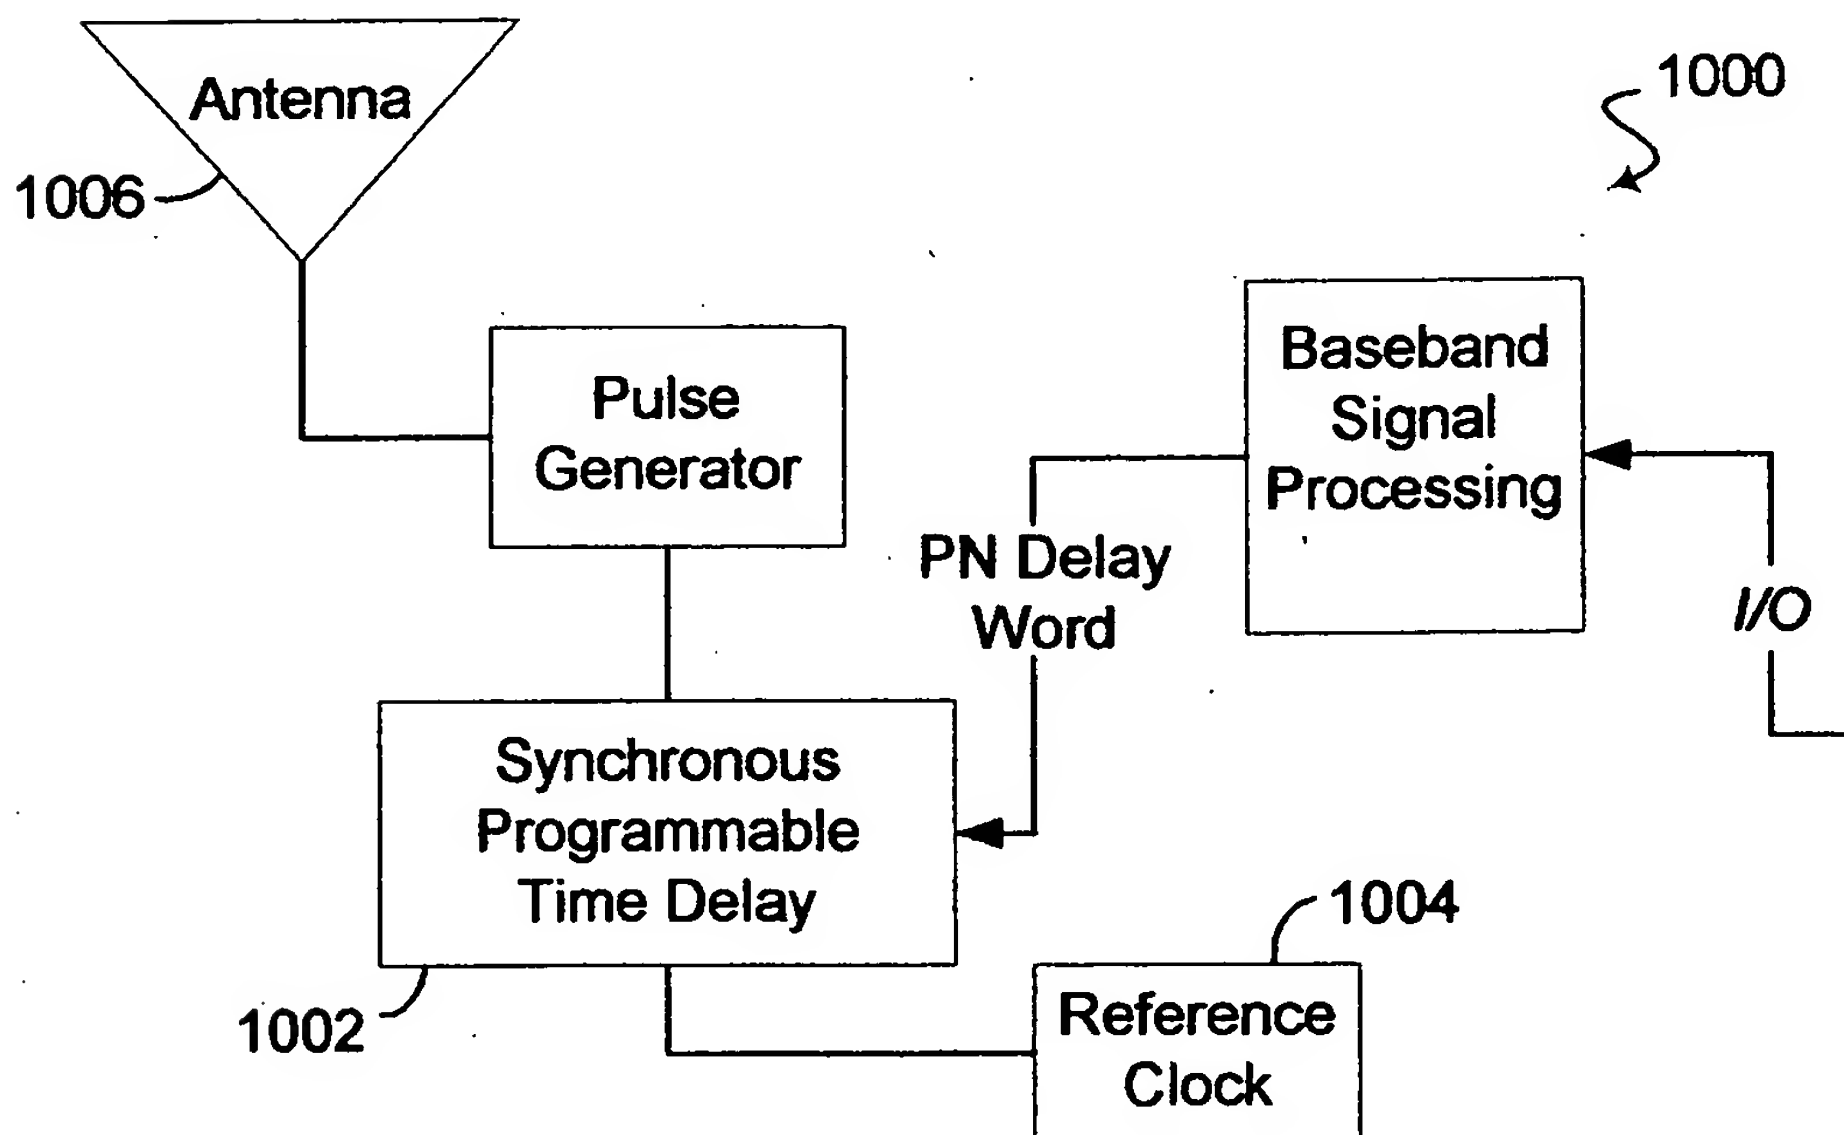 Antenna
1000
1006
Baseband
Signal
Processing
Pulse
Generator
PN Delay
Word
I/O
Synchronous
Programmable
Time Delay
1004
1002
Reference
Clock